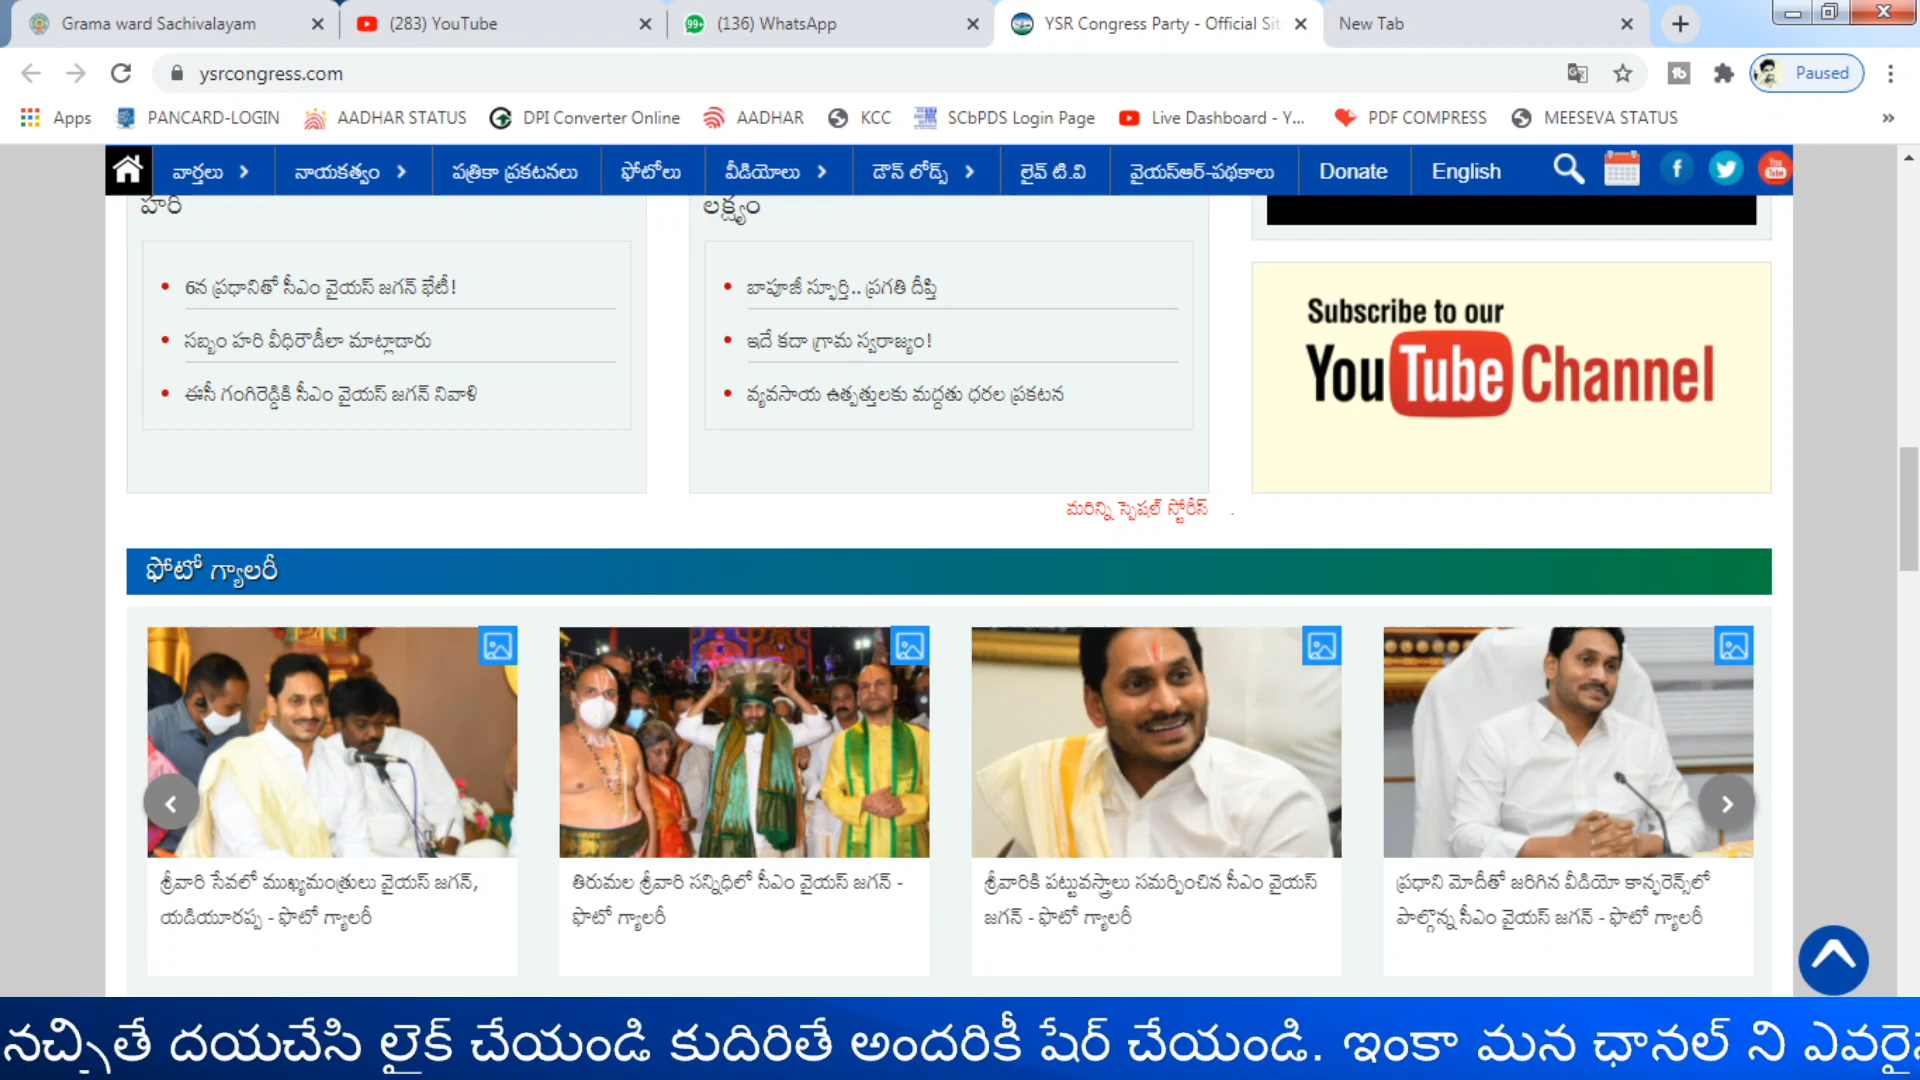 Grama ward Sachivalayam
(283) YouTube
99+
(136) WhatsApp
YSR Congress Party - Official Sit
New Tab
ysrcongress.com
Paused
Apps
PANCARD-LOGIN
AADHAR STATUS
DPI Converter Online
AADHAR
KCC
SCbPDS Login Page
Live Dashboard - Y...
PDF COMPRESS
MEESEVA STATUS
»
వార్తలు
నాయకత్వం
పత్రికా ప్రకటనలు
ఫోటోలు
వీడియోలు
డౌన్ లోడ్స్
లైవ్ టి.వి
వైయస్ఆర్-పథకాలు
Donate
English
హరి
6న ప్రధానితో సీఎం వైయస్ జగన్ భేటీ!
సబ్బం హరి వీధిరౌడీలా మాట్లాడారు
ఈసీ గంగిరెడ్డికి సీఎం వైయస్ జగన్ నివాళి
లక్ష్యం
బాపూజీ స్ఫూర్తి.. ప్రగతి దీప్తి
ఇదే కదా గ్రామ స్వరాజ్యం!
వ్యవసాయ ఉత్పత్తులకు మద్దతు ధరల ప్రకటన
Subscribe to our
YouTube Channel
మరిన్ని స్పెషల్ స్టోరీస్ .
ఫోటో గ్యాలరీ
శ్రీవారి సేవలో ముఖ్యమంత్రులు వైయస్ జగన్,
యడియూరప్ప - ఫొటో గ్యాలరీ
తిరుమల శ్రీవారి సన్నిధిలో సీఎం వైయస్ జగన్ -
ఫొటో గ్యాలరీ
శ్రీవారికి పట్టువస్త్రాలు సమర్పించిన సీఎం వైయస్
జగన్ - ఫొటో గ్యాలరీ
ప్రధాని మోదీతో జరిగిన వీడియో కాన్ఫరెన్స్‌లో
పాల్గొన్న సీఎం వైయస్ జగన్ - ఫొటో గ్యాలరీ
నచ్చితే దయచేసి లైక్ చేయండి కుదిరితే అందరికీ షేర్ చేయండి. ఇంకా మన ఛానల్ ని